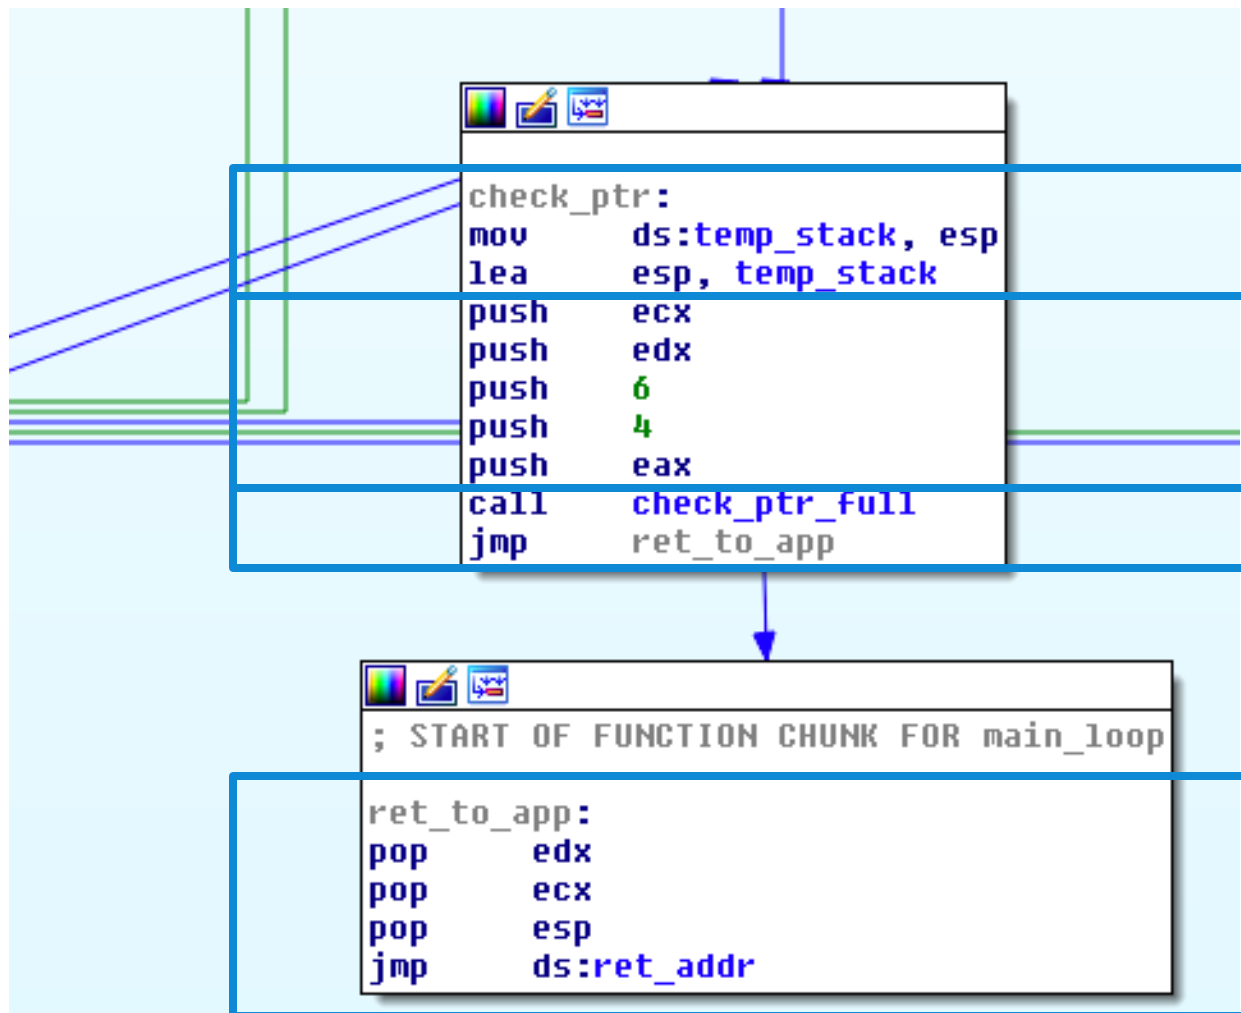 check_ptr:
mov ds:temp_stack, esp
lea esp, temp_stack
push ecx
push edx
push 6
push 4
push eax
call check_ptr_full
jmp ret_to_app
; START OF FUNCTION CHUNK FOR main_loop
ret_to_app:
pop edx
pop ecx
pop esp
jmp ds:ret_addr